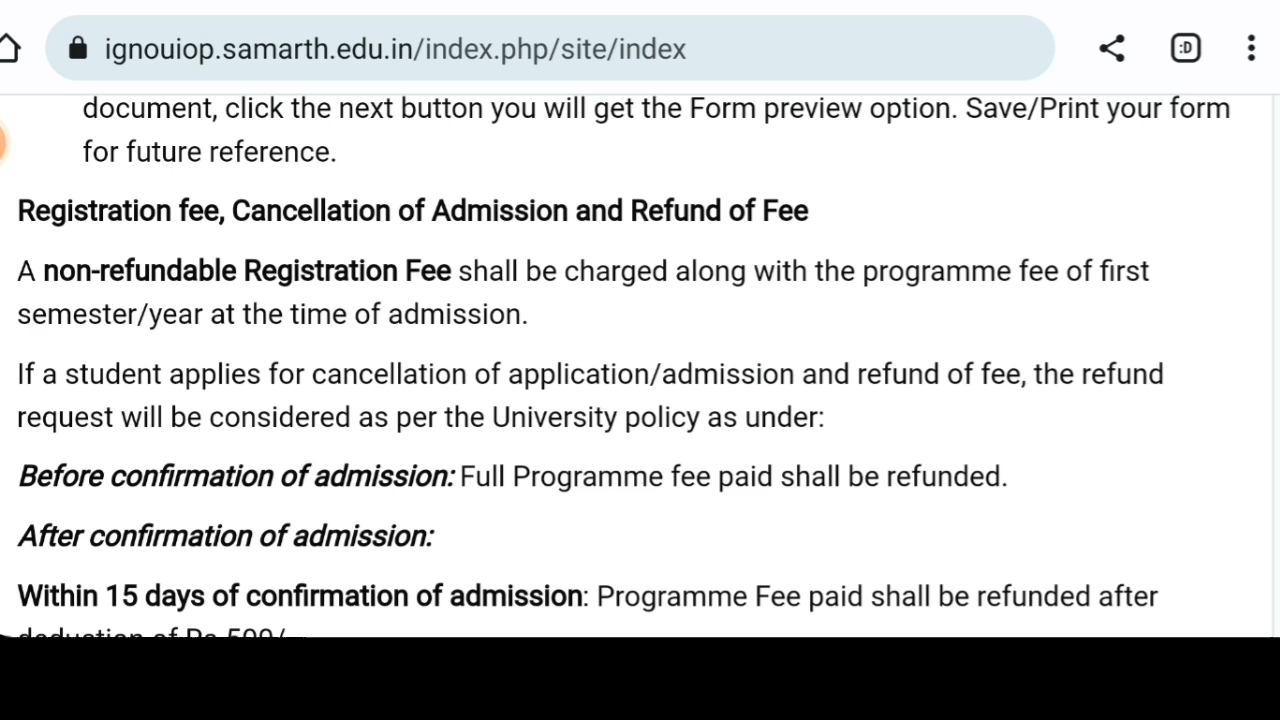 ignouiop.samarth.edu.in/index.php/site/index
:D
document, click the next button you will get the Form preview option. Save/Print your form
for future reference.
Registration fee, Cancellation of Admission and Refund of Fee
A non-refundable Registration Fee shall be charged along with the programme fee of first
semester/year at the time of admission.
If a student applies for cancellation of application/admission and refund of fee, the refund
request will be considered as per the University policy as under:
Before confirmation of admission: Full Programme fee paid shall be refunded.
After confirmation of admission:
Within 15 days of confirmation of admission: Programme Fee paid shall be refunded after
deduction of Rs